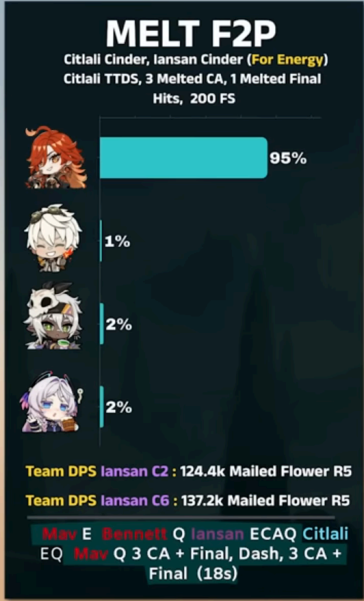 MELT F2P
Citlali Cinder, Iansan Cinder (For Energy)
Citlali TTDS, 3 Melted CA, 1 Melted Final
Hits, 200 FS
95%
1%
2%
2%
Team DPS Iansan C2 : 124.4k Mailed Flower R5
Team DPS Iansan C6 : 137.2k Mailed Flower R5
Mav E Bennett Q Iansan ECAQ Citlali
EQ Mav Q 3 CA + Final, Dash, 3 CA +
Final (18s)